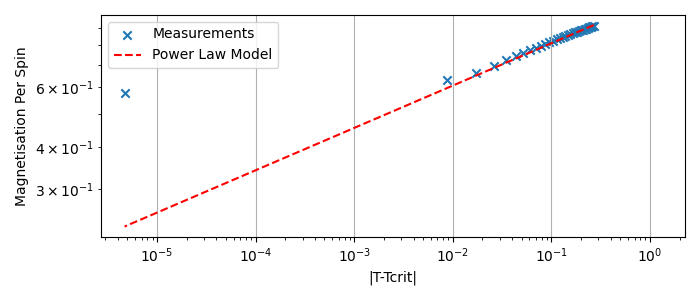 Measurements
Power Law Model
Magnetisation Per Spin
6 × 10⁻¹
4 × 10⁻¹
3 × 10⁻¹
10⁻⁵ 10⁻⁴ 10⁻³ 10⁻² 10⁻¹ 10⁰
|T-Tcrit|